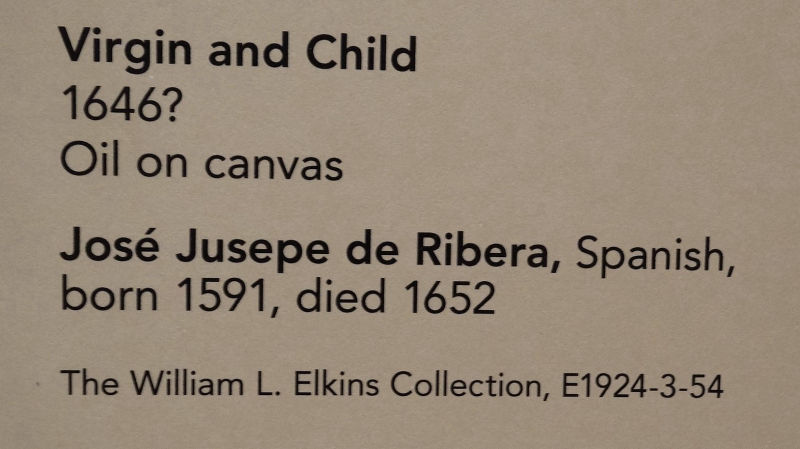 Virgin and Child
1646?
Oil on canvas
José Jusepe de Ribera, Spanish,
born 1591, died 1652
The William L. Elkins Collection, E1924-3-54